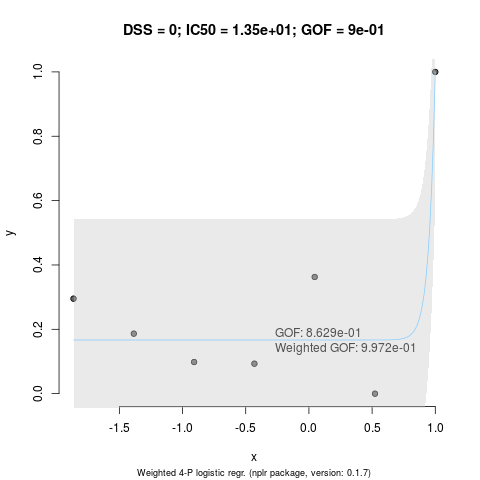 DSS = 0; IC50 = 1.35e+01; GOF = 9e-01
1.0
0.8
0.6
0.4
0.2
0.0
y
GOF: 8.629e-01
Weighted GOF: 9.972e-01
-1.5 -1.0 -0.5 0.0 0.5 1.0
x
Weighted 4-P logistic regr. (nplr package, version: 0.1.7)